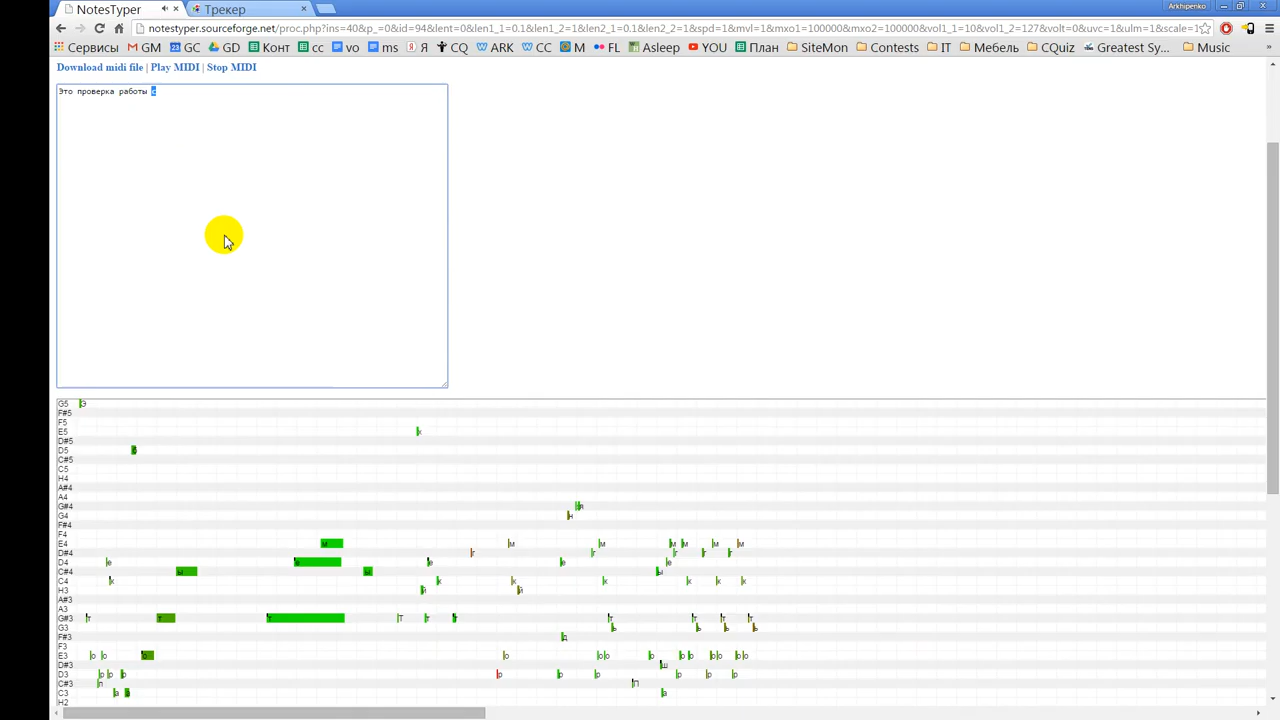 NotesTyper
Трекер
Arkhipenko
notestyper.sourceforge.net/proc.php?ins=40&p_=0&id=94&lent=0&len1_1=0.1&len1_2=1&len2_1=0.1&len2_2=1&spd=1&mvl=1&mxo1=100000&mxo2=100000&vol1_1=10&vol1_2=127&volt=0&uvc=1&ulm=1&scale=1
Сервисы GM GC GD Конт cc vo ms Я CQ ARK CC M FL Asleep YOU План SiteMon Contests IT Мебель CQuiz Greatest Sy... Music
Download midi file | Play MIDI | Stop MIDI
Это проверка работы с
G5 Э
F#5
F5
E5 х
D#5
D5 б
C#5
C5
H4
A#4
A4
G#4 я
G4 н
F#4
F4
E4 м м м м м м м
D#4 г г г г г
D4 е е е е е
C#4 ы ы ы
C4 к к к к к к к
H3 й й
A#3
A3
G#3 т т т Т т т т т т т
G3 ь ь ь ь
F#3 д
F3
E3 о о о о о о о о о о о о о
D#3 ш
D3 р р р р р р р р р
C#3 п П
C3 а а а
H2